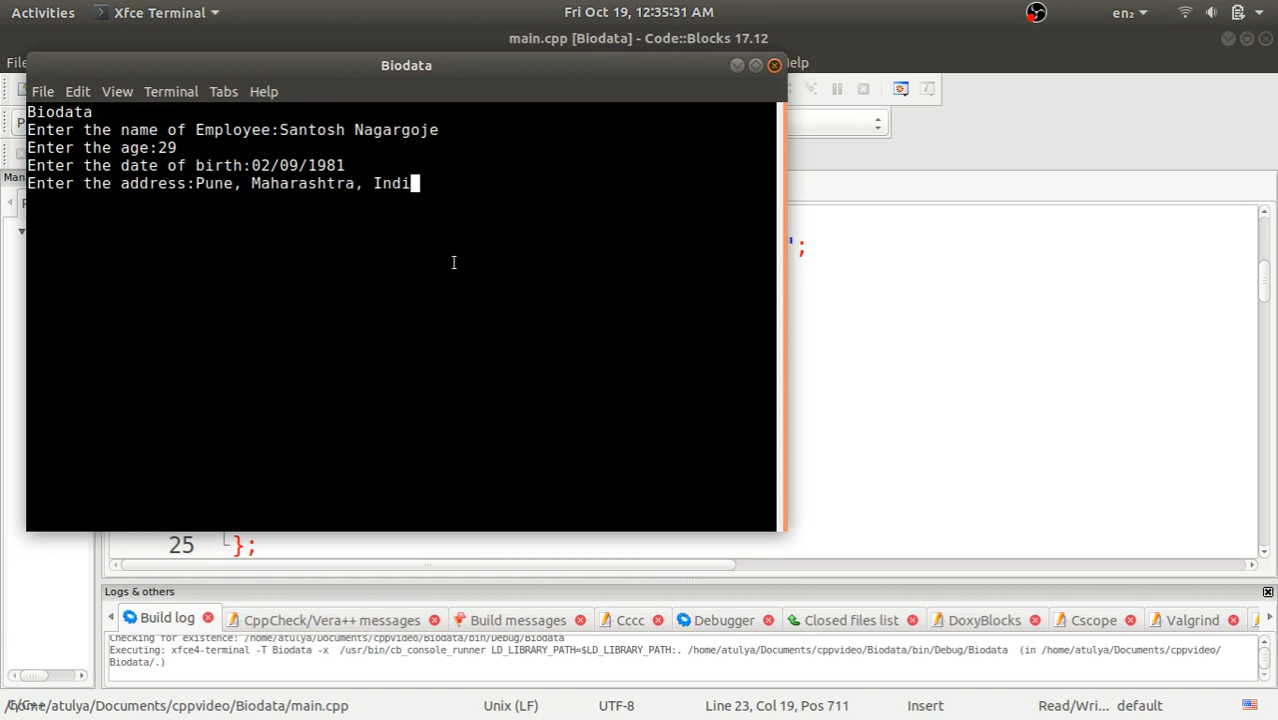 Activities Xfce Terminal Fri Oct 19, 12:35:31 AM en₂
main.cpp [Biodata] - Code::Blocks 17.12
Biodata
File Edit View Terminal Tabs Help
Biodata
Enter the name of Employee:Santosh Nagargoje
Enter the age:29
Enter the date of birth:02/09/1981
Enter the address:Pune, Maharashtra, Indi
";
25 };
Logs & others
Build log CppCheck/Vera++ messages Build messages Cccc Debugger Closed files list DoxyBlocks Cscope Valgrind
Checking for existence: /home/atulya/Documents/cppvideo/Biodata/bin/Debug/Biodata
Executing: xfce4-terminal -T Biodata -x /usr/bin/cb_console_runner LD_LIBRARY_PATH=$LD_LIBRARY_PATH:. /home/atulya/Documents/cppvideo/Biodata/bin/Debug/Biodata (in /home/atulya/Documents/cppvideo/
Biodata/.)
/home/atulya/Documents/cppvideo/Biodata/main.cpp Unix (LF) UTF-8 Line 23, Col 19, Pos 711 Insert Read/Wri... default